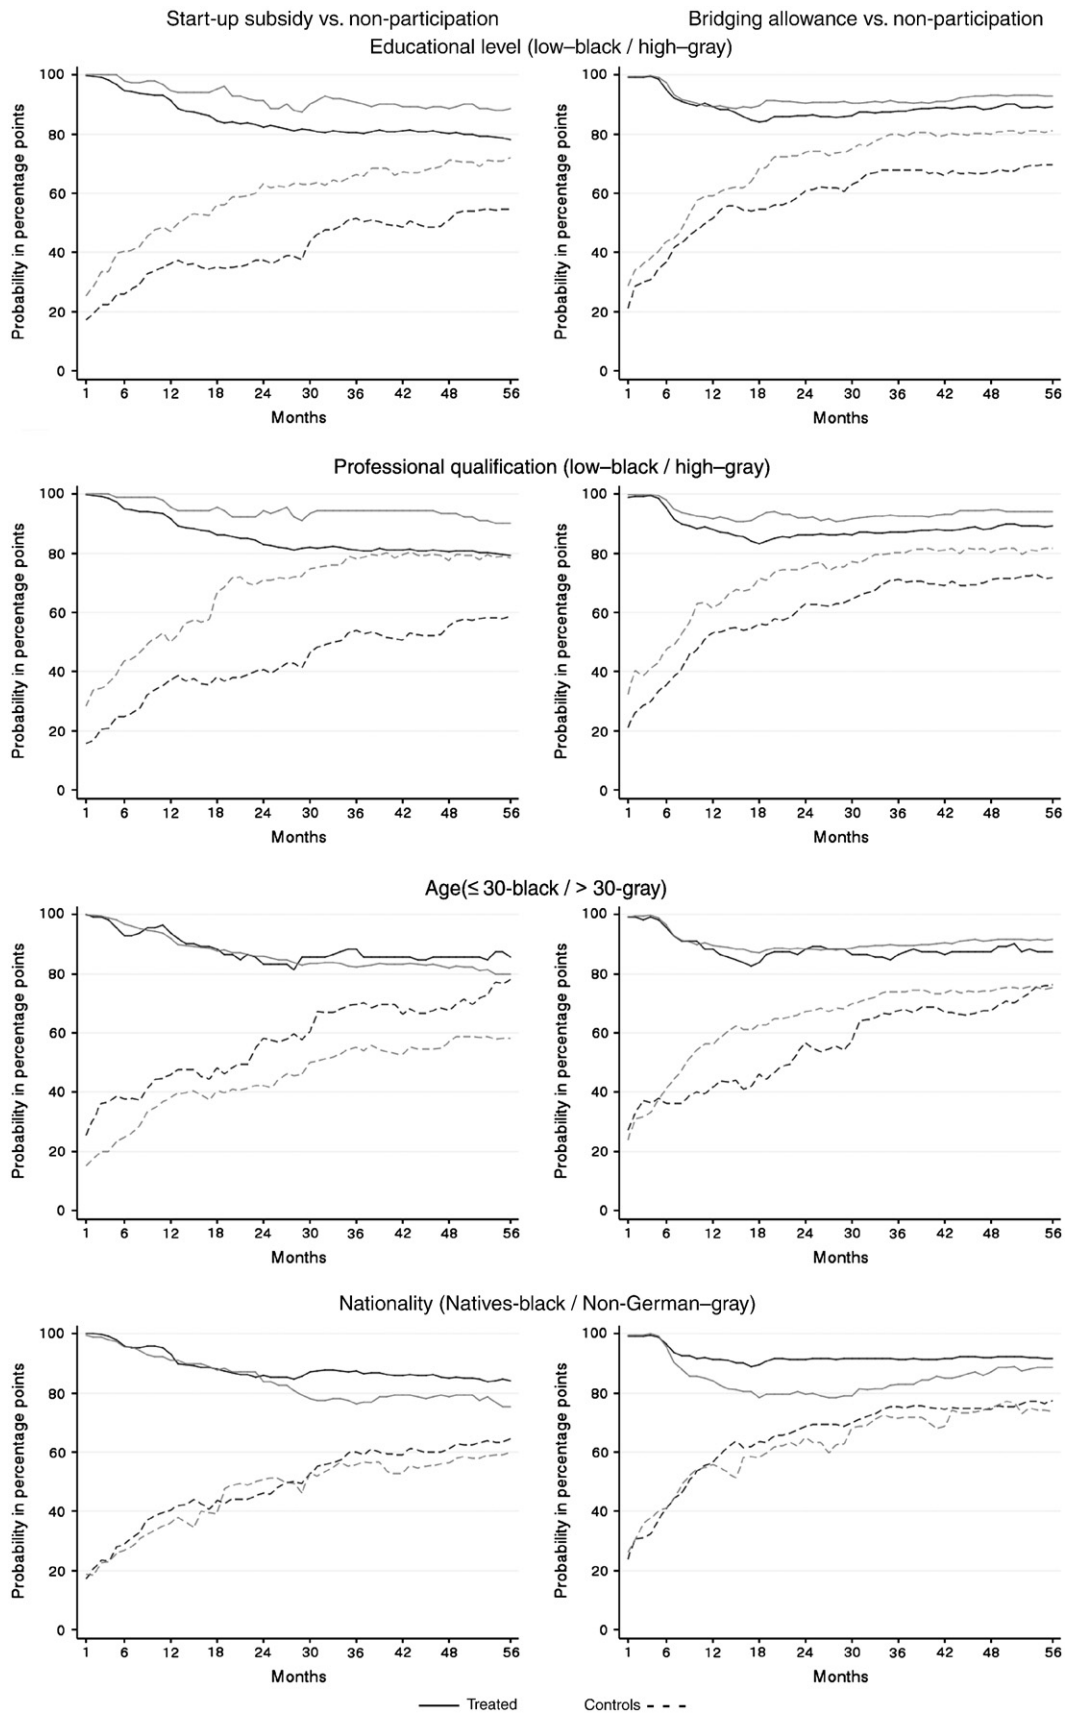 Start-up subsidy vs. non-participation Bridging allowance vs. non-participation
Educational level (low–black / high–gray)
Probability in percentage points
100
80
60
40
20
0
1 6 12 18 24 30 36 42 48 56
Months
Probability in percentage points
100
80
60
40
20
0
1 6 12 18 24 30 36 42 48 56
Months
Professional qualification (low–black / high–gray)
Probability in percentage points
100
80
60
40
20
0
1 6 12 18 24 30 36 42 48 56
Months
Probability in percentage points
100
80
60
40
20
0
1 6 12 18 24 30 36 42 48 56
Months
Age(≤ 30-black / > 30-gray)
Probability in percentage points
100
80
60
40
20
0
1 6 12 18 24 30 36 42 48 56
Months
Probability in percentage points
100
80
60
40
20
0
1 6 12 18 24 30 36 42 48 56
Months
Nationality (Natives-black / Non-German–gray)
Probability in percentage points
100
80
60
40
20
0
1 6 12 18 24 30 36 42 48 56
Months
Probability in percentage points
100
80
60
40
20
0
1 6 12 18 24 30 36 42 48 56
Months
Treated Controls